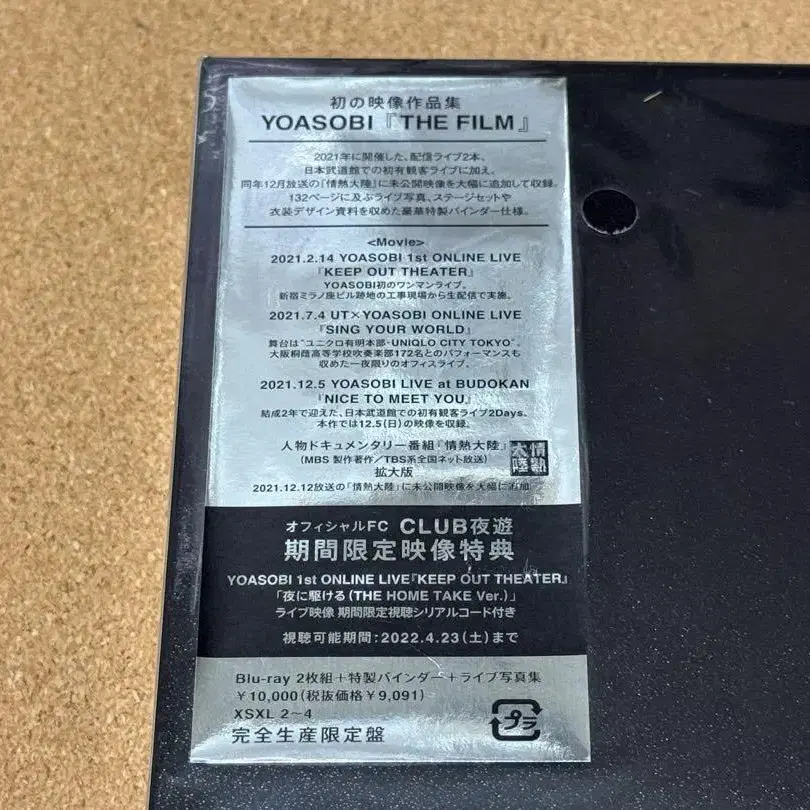 初の映像作品集
YOASOBI『THE FILM』
2021年に開催した、配信ライブ2本、
日本武道館での初有観客ライブに加え、
同年12月放送の『情熱大陸』に未公開映像を大幅に追加して収録。
132ページに及ぶライブ写真、ステージセットや
衣装デザイン資料を収めた豪華特製バインダー仕様。
<Movie>
2021.2.14 YOASOBI 1st ONLINE LIVE
『KEEP OUT THEATER』
YOASOBI初のワンマンライブ。
新宿ミラノ座ビル跡地の工事現場から生配信で実施。
2021.7.4 UT×YOASOBI ONLINE LIVE
『SING YOUR WORLD』
舞台は"ユニクロ有明本部・UNIQLO CITY TOKYO"。
大阪桐蔭高等学校吹奏楽部172名とのパフォーマンスも
収めた一夜限りのオフィスライブ。
2021.12.5 YOASOBI LIVE at BUDOKAN
『NICE TO MEET YOU』
結成2年で迎えた、日本武道館での初有観客ライブ2Days。
本作では12.5(日)の映像を収録。
人物ドキュメンタリー番組『情熱大陸』
(MBS 製作著作/TBS系全国ネット放送)
拡大版
情熱大陸
2021.12.12放送の「情熱大陸」に未公開映像を大幅に追加
オフィシャルFC CLUB夜遊
期間限定映像特典
YOASOBI 1st ONLINE LIVE『KEEP OUT THEATER』
「夜に駆ける(THE HOME TAKE Ver.)」
ライブ映像 期間限定視聴シリアルコード付き
視聴可能期間:2022.4.23(土)まで
Blu-ray 2枚組+特製バインダー+ライブ写真集
¥10,000(税抜価格¥9,091)
XSXL 2~4
完全生産限定盤
プラ